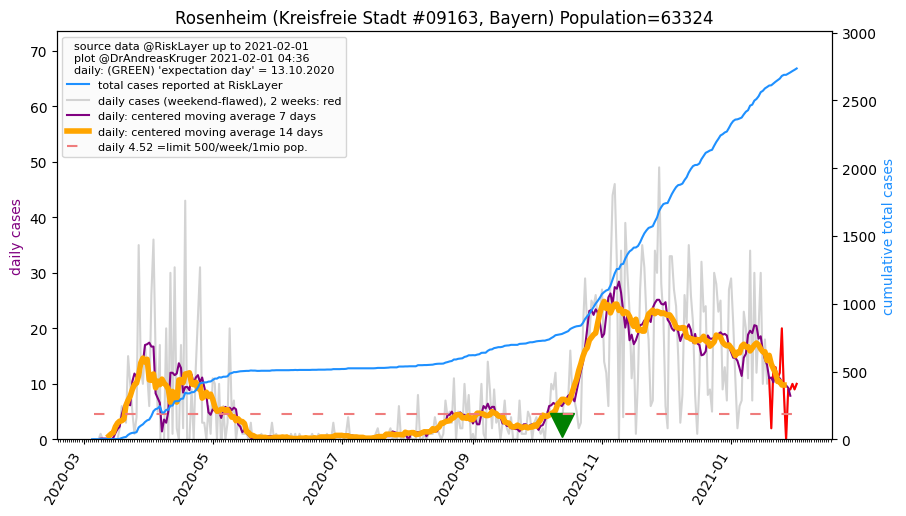 Rosenheim (Kreisfreie Stadt #09163, Bayern) Population=63324
source data @RiskLayer up to 2021-02-01
plot @DrAndreasKruger 2021-02-01 04:36
daily: (GREEN) 'expectation day' = 13.10.2020
total cases reported at RiskLayer
daily cases (weekend-flawed), 2 weeks: red
daily: centered moving average 7 days
daily: centered moving average 14 days
daily 4.52 =limit 500/week/1mio pop.
daily cases
70
60
50
40
30
20
10
0
cumulative total cases
3000
2500
2000
1500
1000
500
0
2020-03
2020-05
2020-07
2020-09
2020-11
2021-01